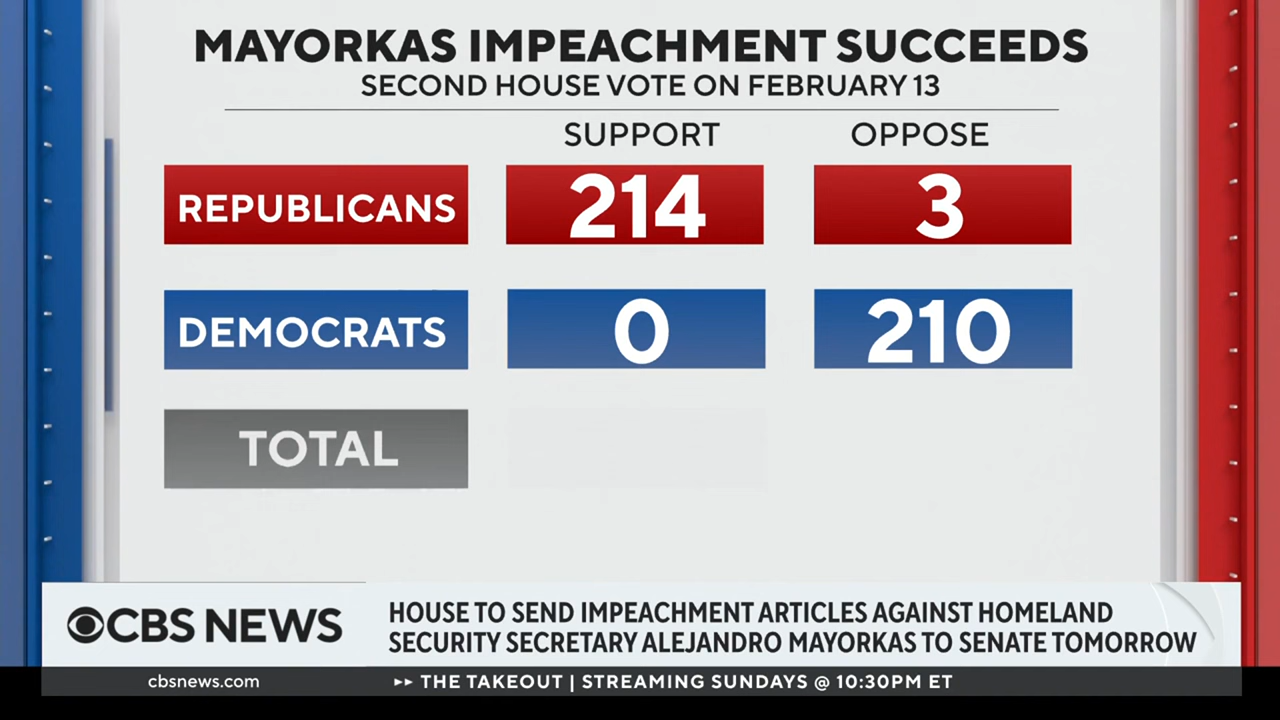 MAYORKAS IMPEACHMENT SUCCEEDS
SECOND HOUSE VOTE ON FEBRUARY 13
SUPPORT OPPOSE
REPUBLICANS 214 3
DEMOCRATS 0 210
TOTAL
CBS NEWS
HOUSE TO SEND IMPEACHMENT ARTICLES AGAINST HOMELAND
SECURITY SECRETARY ALEJANDRO MAYORKAS TO SENATE TOMORROW
cbsnews.com
THE TAKEOUT | STREAMING SUNDAYS @ 10:30PM ET